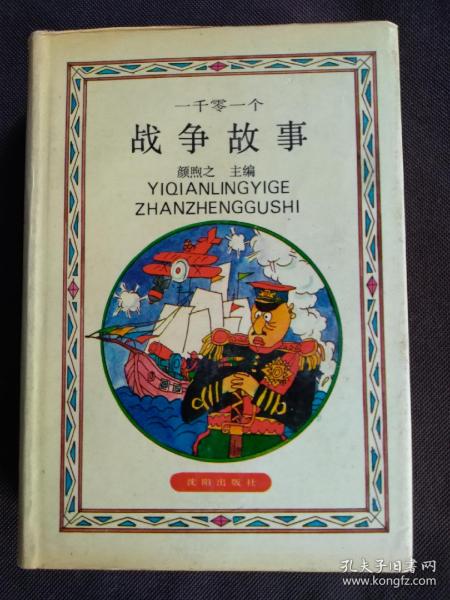 一千零一个
战争故事
颜煦之 主编
YIQIANLINGYIGE
ZHANZHENGGUSHI
沈阳出版社
孔夫子旧书网
www.kongfz.com